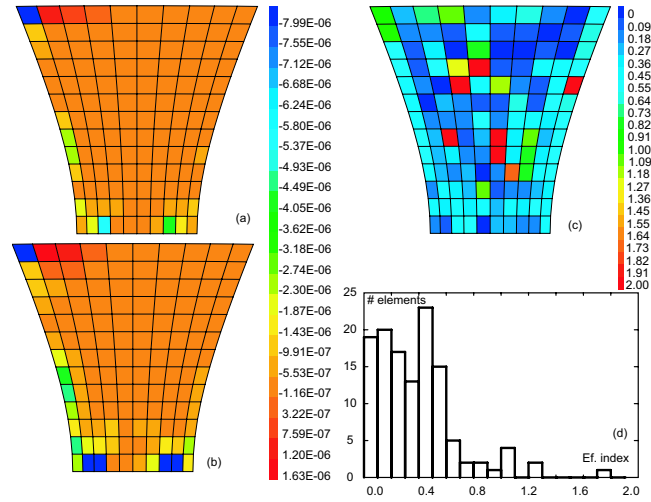 -7.99E-06
-7.55E-06
-7.12E-06
-6.68E-06
-6.24E-06
-5.80E-06
-5.37E-06
-4.93E-06
-4.49E-06
-4.05E-06
-3.62E-06
-3.18E-06
-2.74E-06
-2.30E-06
-1.87E-06
-1.43E-06
-9.91E-07
-5.53E-07
-1.16E-07
3.22E-07
7.59E-07
1.20E-06
1.63E-06
(a)
(b)
0
0.09
0.18
0.27
0.36
0.45
0.54
0.63
0.72
0.82
0.91
1.00
1.09
1.18
1.27
1.36
1.45
1.55
1.64
1.73
1.82
1.91
2.00
(c)
25
20
15
10
5
0
# elements
(d)
Ef. index
0.0 0.4 0.8 1.2 1.6 2.0